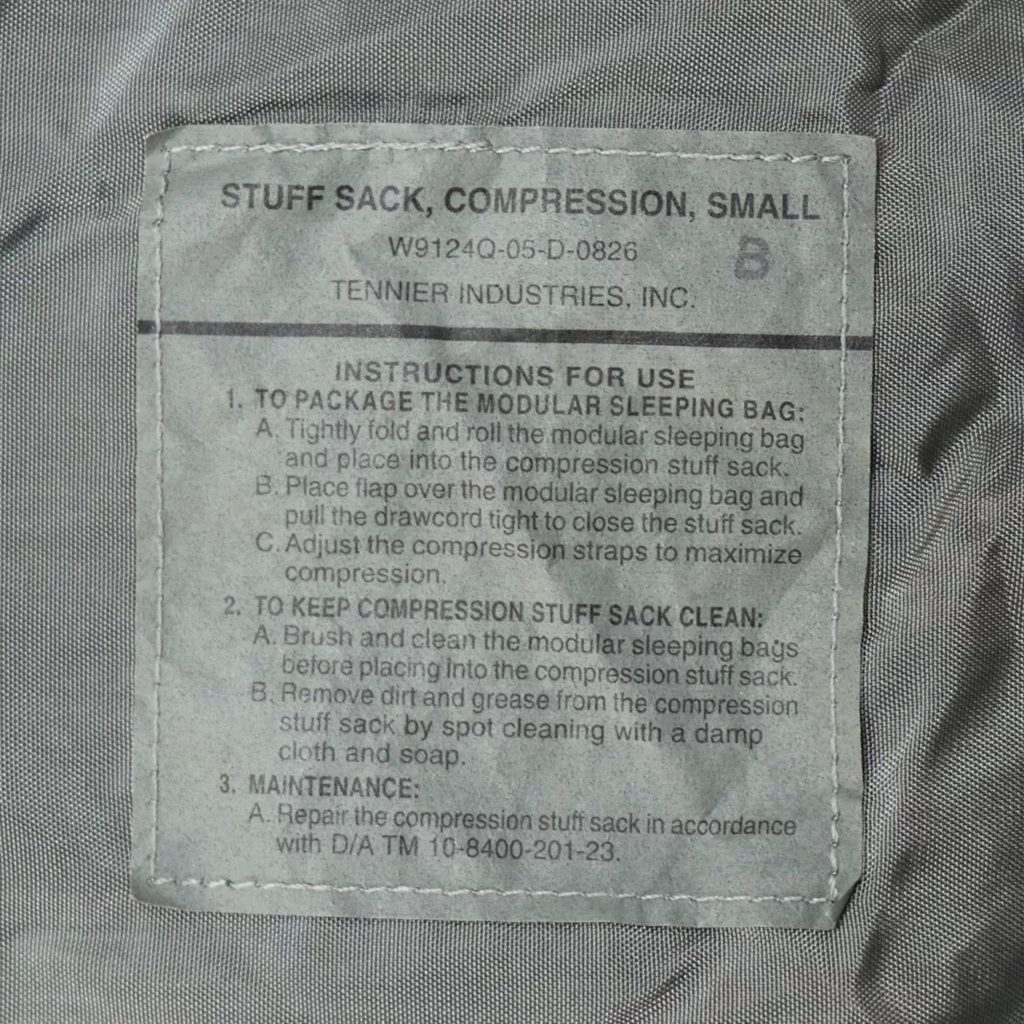 STUFF SACK, COMPRESSION, SMALL
W9124Q-05-D-0826
B
TENNIER INDUSTRIES, INC.
INSTRUCTIONS FOR USE
1. TO PACKAGE THE MODULAR SLEEPING BAG:
A. Tightly fold and roll the modular sleeping bag
and place into the compression stuff sack.
B. Place flap over the modular sleeping bag and
pull the drawcord tight to close the stuff sack.
C. Adjust the compression straps to maximize
compression.
2. TO KEEP COMPRESSION STUFF SACK CLEAN:
A. Brush and clean the modular sleeping bags
before placing into the compression stuff sack.
B. Remove dirt and grease from the compression
stuff sack by spot cleaning with a damp
cloth and soap.
3. MAINTENANCE:
A. Repair the compression stuff sack in accordance
with D/A TM 10-8400-201-23.